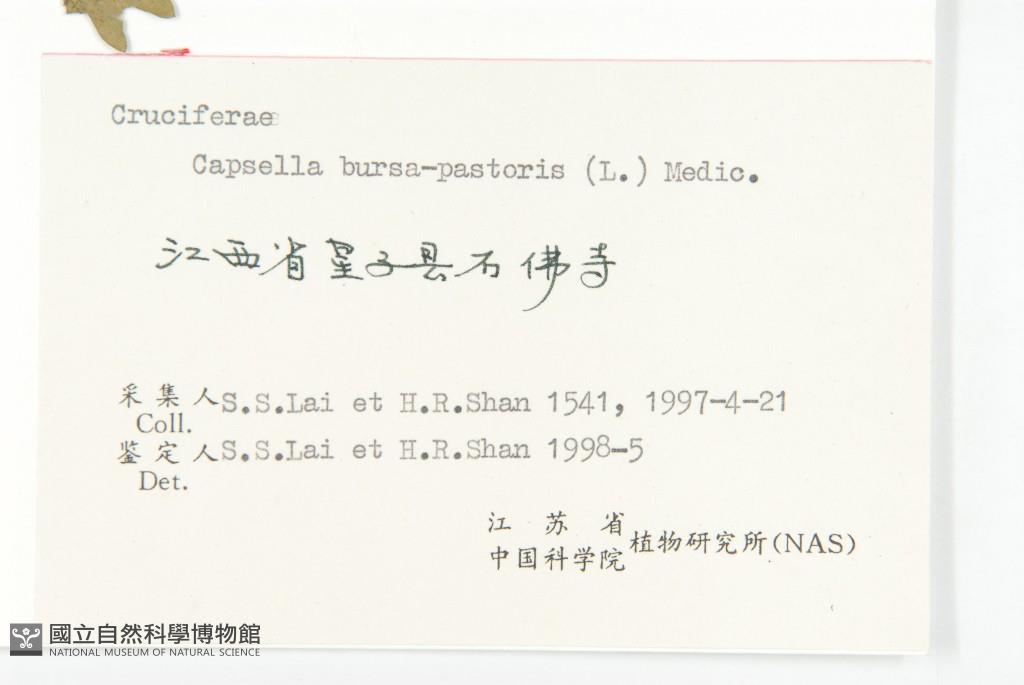 Cruciferae
Capsella bursa-pastoris (L.) Medic.
江西省星子县石佛寺
采集人 S.S.Lai et H.R.Shan 1541, 1997-4-21
Coll.
鉴定人 S.S.Lai et H.R.Shan 1998-5
Det.
江苏省
中国科学院 植物研究所(NAS)
國立自然科學博物館
NATIONAL MUSEUM OF NATURAL SCIENCE